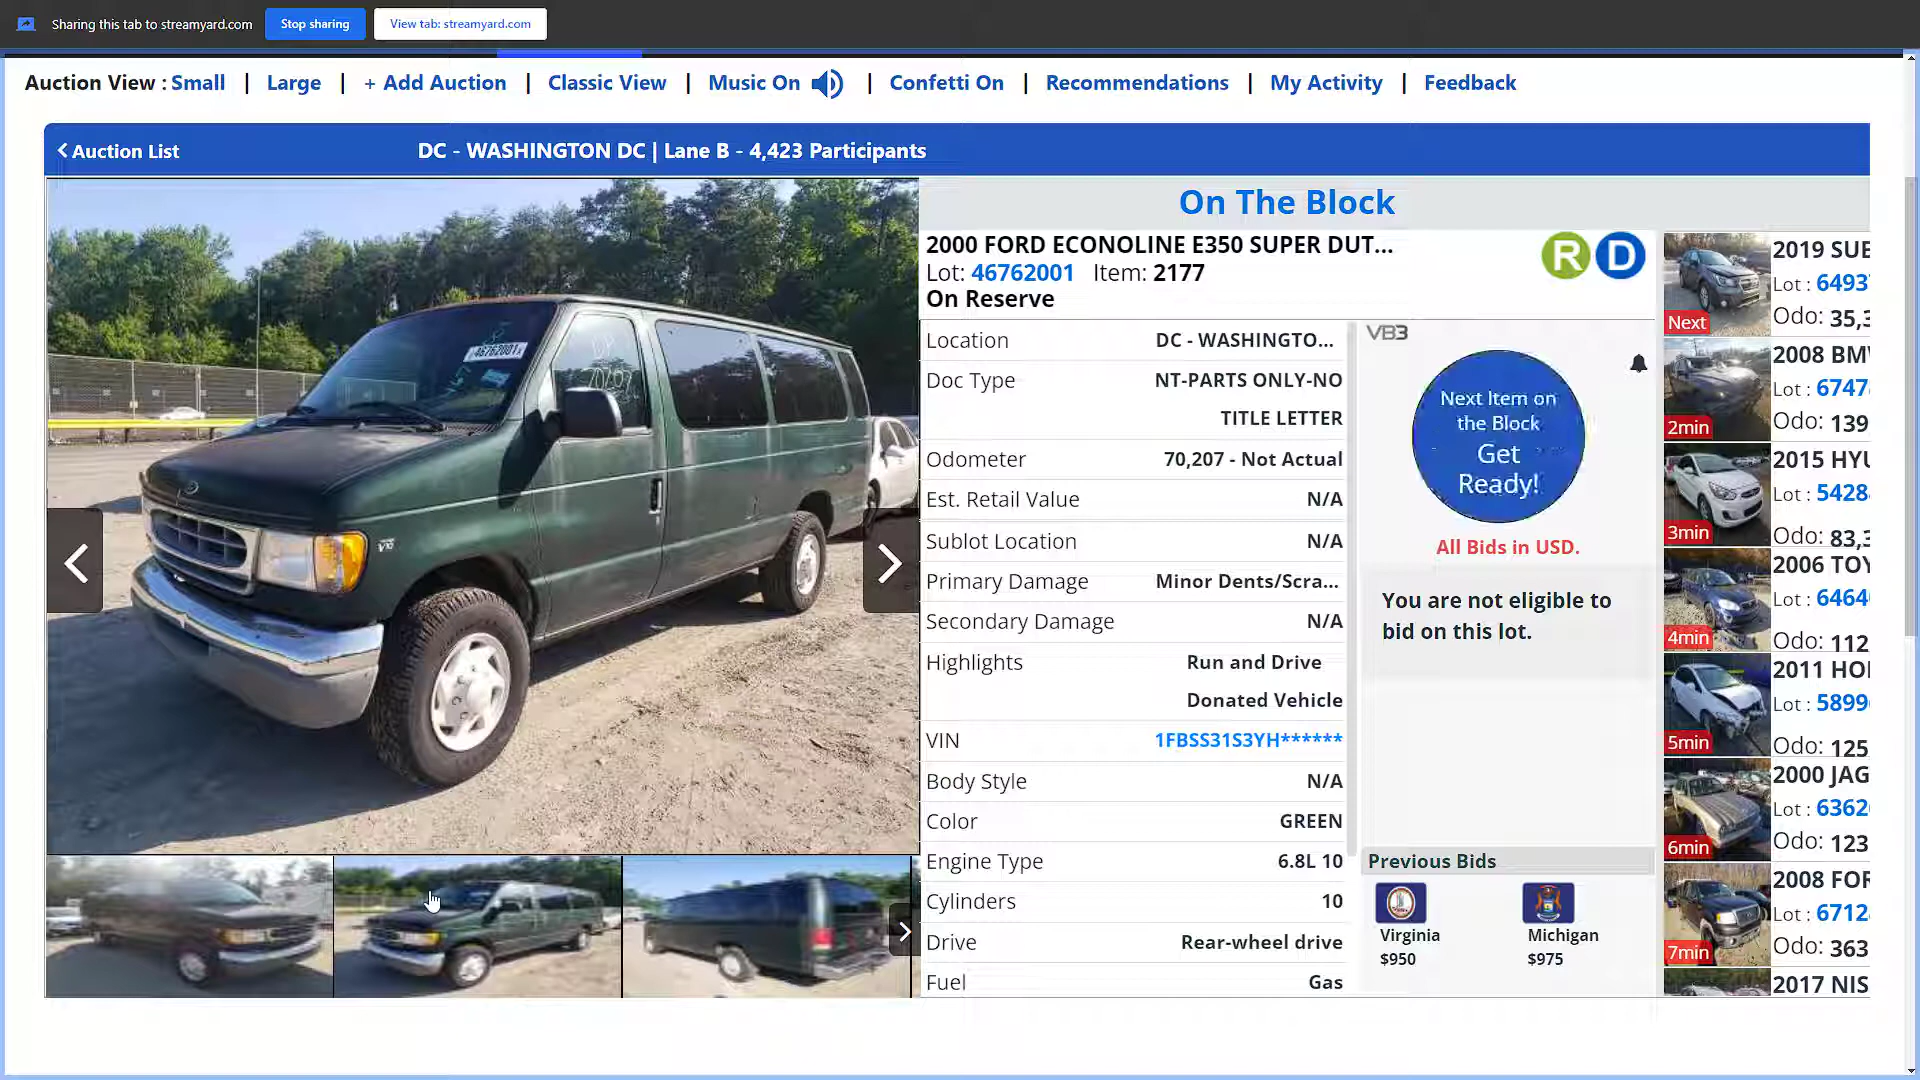 Sharing this tab to streamyard.com
Stop sharing
View tab: streamyard.com
Auction View : Small | Large | + Add Auction | Classic View | Music On | Confetti On | Recommendations | My Activity | Feedback
Auction List
DC - WASHINGTON DC | Lane B - 4,423 Participants
On The Block
2000 FORD ECONOLINE E350 SUPER DUT...
Lot: 46762001 Item: 2177
On Reserve
R D
Location DC - WASHINGTO...
Doc Type NT-PARTS ONLY-NO
TITLE LETTER
Odometer 70,207 - Not Actual
Est. Retail Value N/A
Sublot Location N/A
Primary Damage Minor Dents/Scra...
Secondary Damage N/A
Highlights Run and Drive
Donated Vehicle
VIN 1FBSS31S3YH******
Body Style N/A
Color GREEN
Engine Type 6.8L 10
Cylinders 10
Drive Rear-wheel drive
Fuel Gas
VB3
Next Item on
the Block
Get
Ready!
All Bids in USD.
You are not eligible to
bid on this lot.
Previous Bids
Virginia
$950
Michigan
$975
2019 SUB
Lot : 6493
Odo: 35,3
Next
2008 BM
Lot : 6747
Odo: 139
2min
2015 HYU
Lot : 5428
Odo: 83,3
3min
2006 TOY
Lot : 6464
Odo: 112
4min
2011 HO
Lot : 5899
Odo: 125
5min
2000 JAG
Lot : 6362
Odo: 123
6min
2008 FOR
Lot : 6712
Odo: 363
7min
2017 NIS
46762001
V10